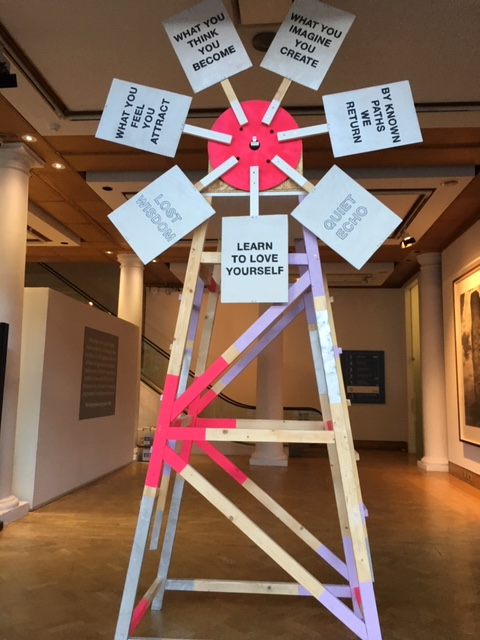 WHAT YOU
THINK
YOU
BECOME
WHAT YOU
IMAGINE
YOU
CREATE
WHAT YOU
FEEL
YOU
ATTRACT
BY KNOWN
PATHS
WE
RETURN
LOST
WISDOM
QUIET
ECHO
LEARN
TO LOVE
YOURSELF